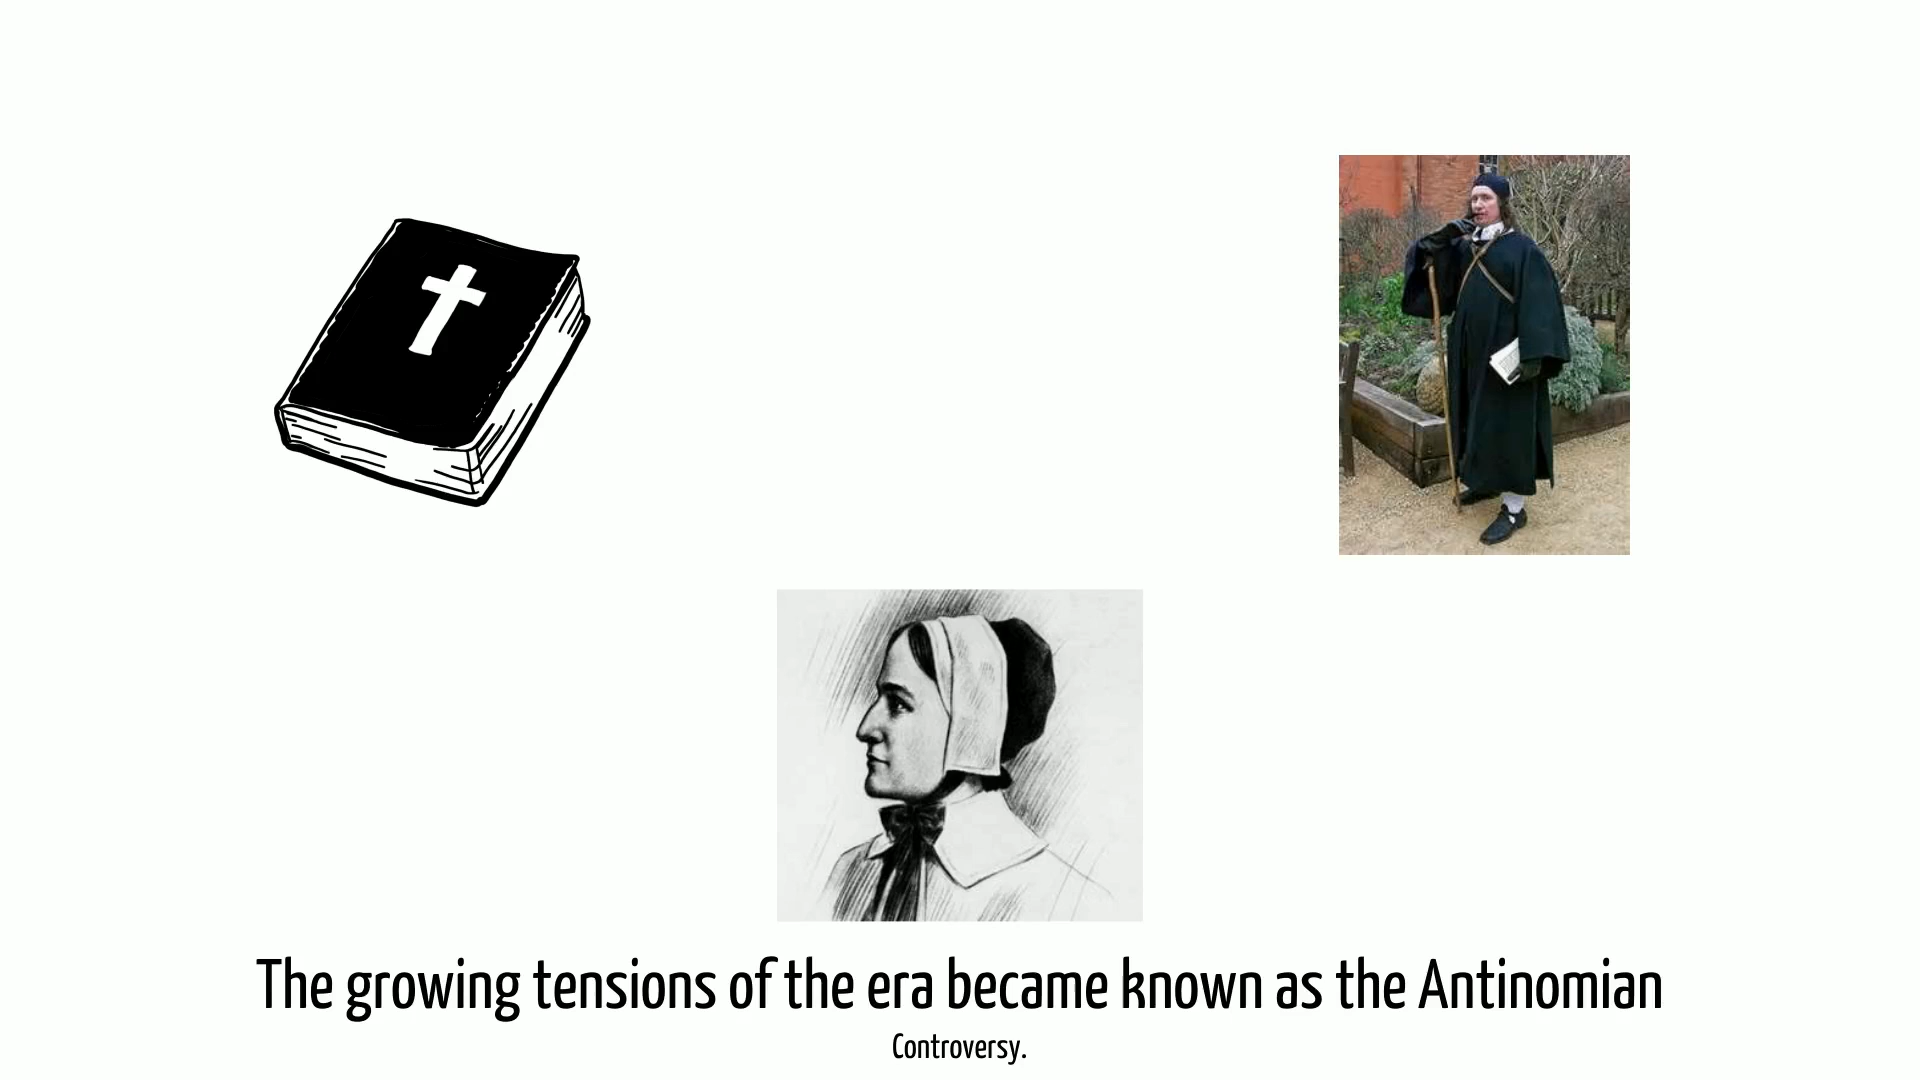 The growing tensions of the era became known as the Antinomian
Controversy.